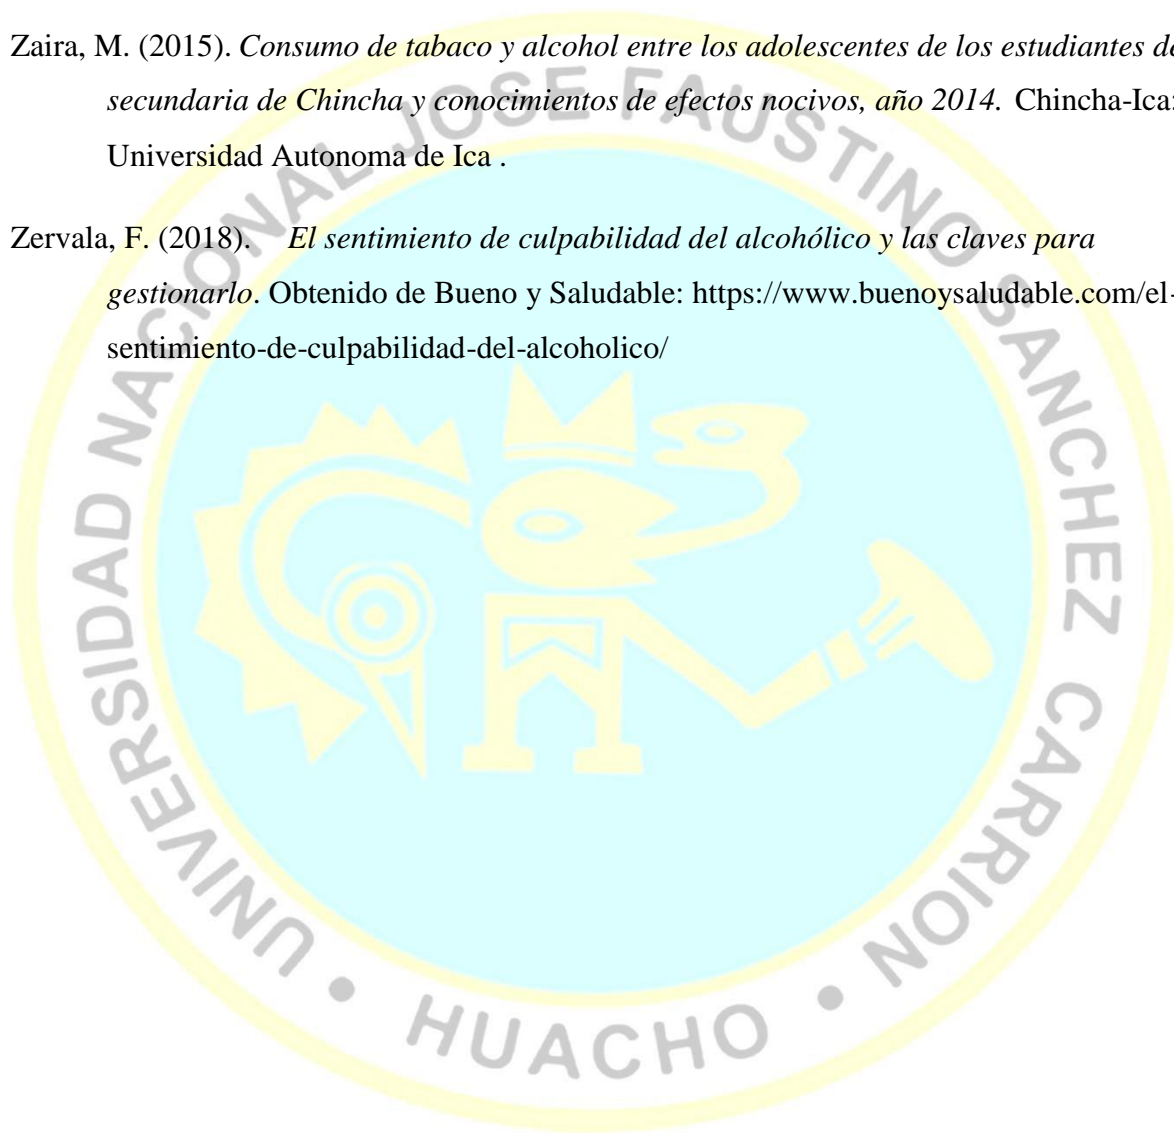 Zaira, M. (2015). Consumo de tabaco y alcohol entre los adolescentes de los estudiantes de
secundaria de Chincha y conocimientos de efectos nocivos, año 2014. Chincha-Ica:
Universidad Autonoma de Ica .
Zervala, F. (2018). El sentimiento de culpabilidad del alcohólico y las claves para
gestionarlo. Obtenido de Bueno y Saludable: https://www.buenoysaludable.com/el-
sentimiento-de-culpabilidad-del-alcoholico/
UNIVERSIDAD NACIONAL JOSE FAUSTINO SANCHEZ CARRION
• HUACHO •